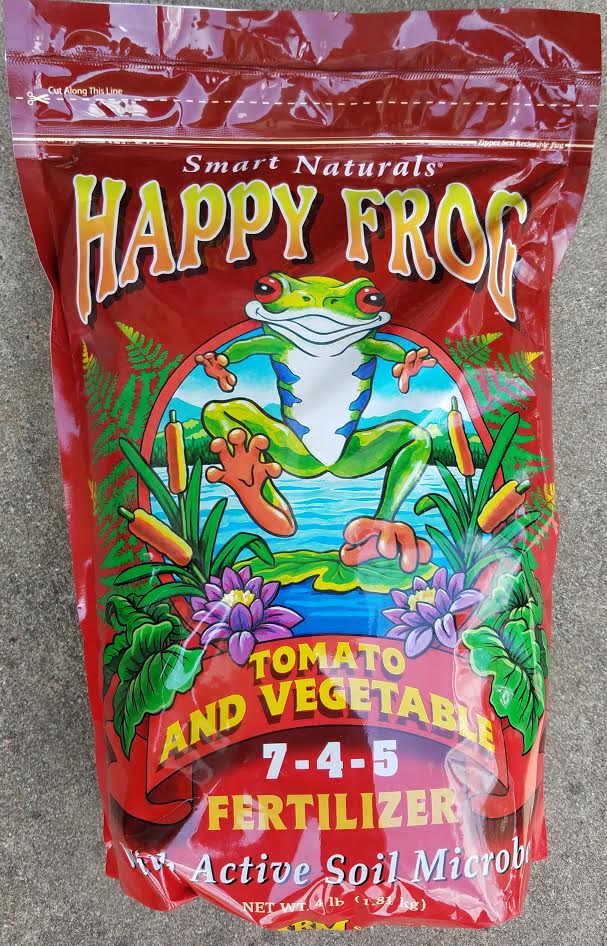 Cut Along This Line
Zipper Seal Reclosable Bag
Smart Naturals®
HAPPY FROG
TOMATO
AND VEGETABLE
7-4-5
FERTILIZER
Active Soil Microbe
NET WT. 4 lb (1.81 kg)